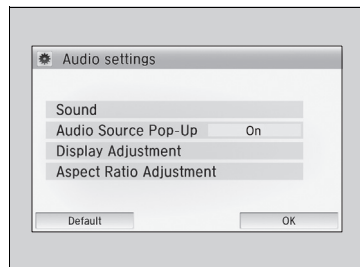 Audio settings
Sound
Audio Source Pop-Up On
Display Adjustment
Aspect Ratio Adjustment
Default OK